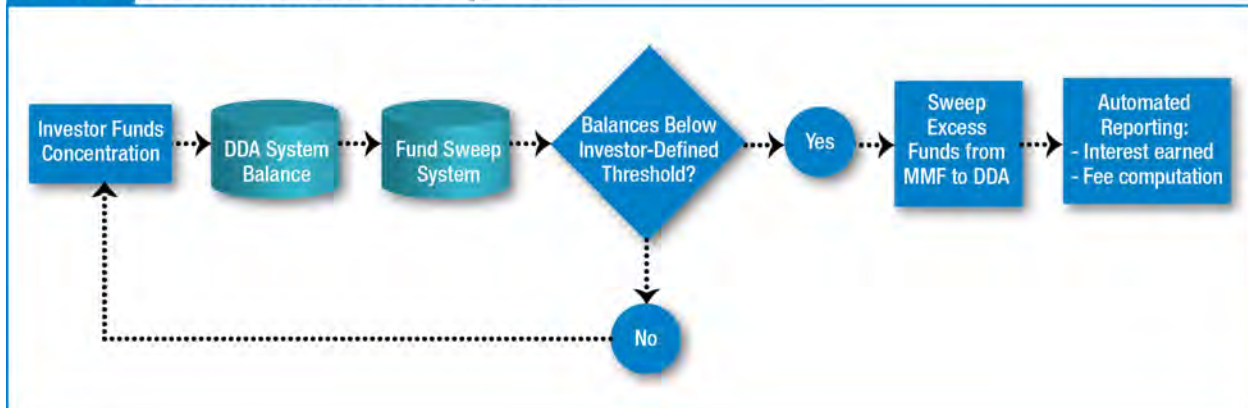 Investor Funds
Concentration
DDA System
Balance
Fund Sweep
System
Balances Below
Investor-Defined
Threshold?
Yes
Sweep
Excess
Funds from
MMF to DDA
Automated
Reporting:
- Interest earned
- Fee computation
No